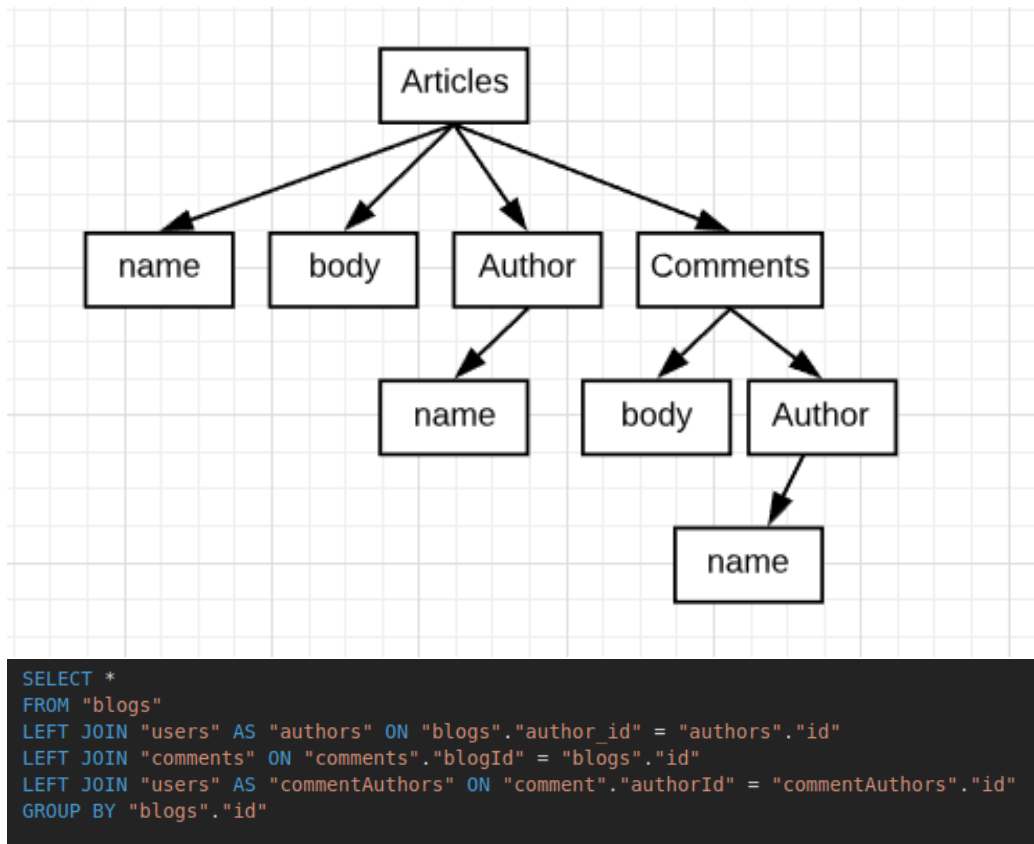 Articles
name
body
Author
Comments
name
body
Author
name
SELECT *
FROM "blogs"
LEFT JOIN "users" AS "authors" ON "blogs"."author_id" = "authors"."id"
LEFT JOIN "comments" ON "comments"."blogId" = "blogs"."id"
LEFT JOIN "users" AS "commentAuthors" ON "comment"."authorId" = "commentAuthors"."id"
GROUP BY "blogs"."id"